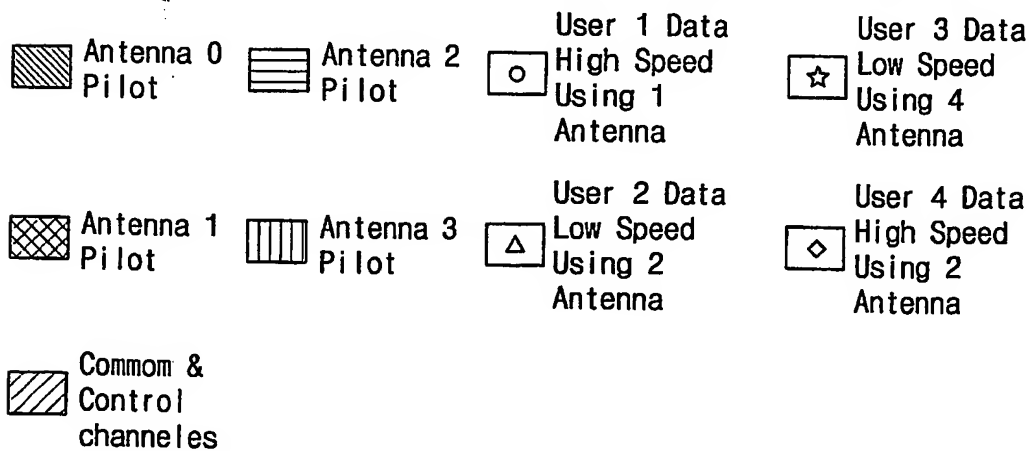 Antenna 0
Pilot
Antenna 2
Pilot
User 1 Data
High Speed
Using 1
Antenna
User 3 Data
Low Speed
Using 4
Antenna
Antenna 1
Pilot
Antenna 3
Pilot
User 2 Data
Low Speed
Using 2
Antenna
User 4 Data
High Speed
Using 2
Antenna
Commom &
Control
channeles